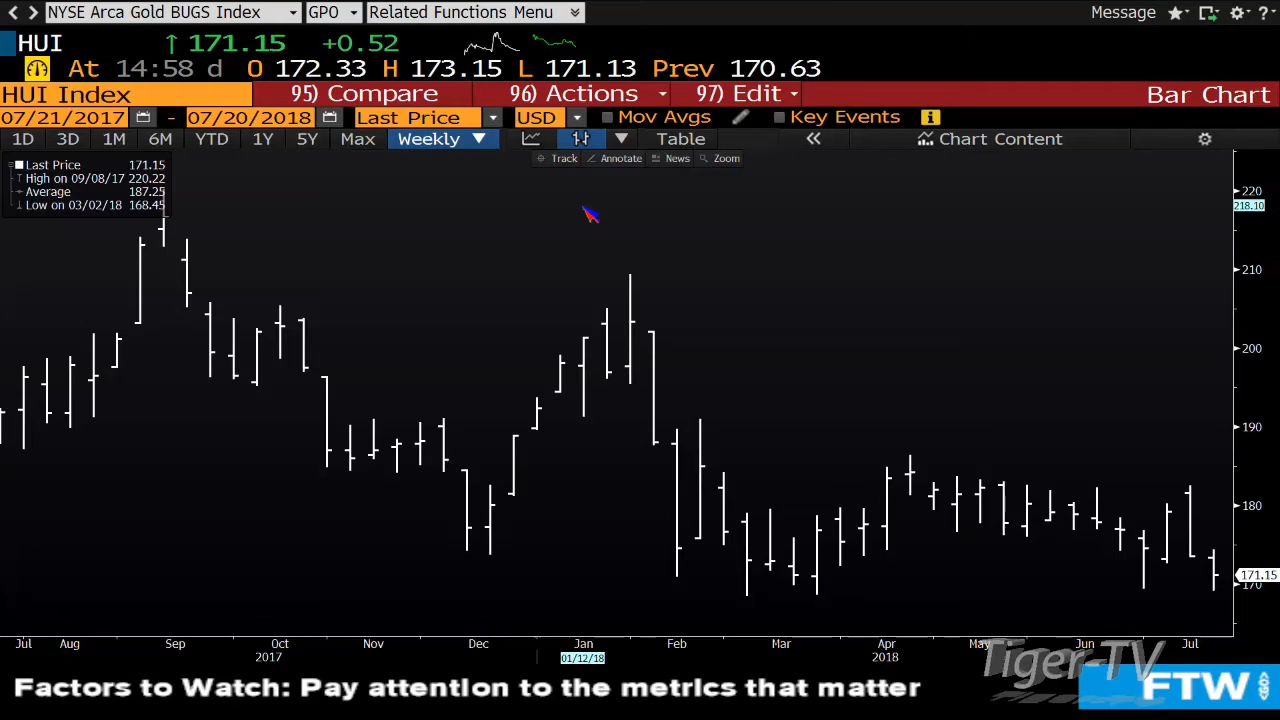 NYSE Arca Gold BUGS Index GPO Related Functions Menu Message ?
HUI ↑ 171.15 +0.52
At 14:58 d O 172.33 H 173.15 L 171.13 Prev 170.63
HUI Index 95) Compare 96) Actions 97) Edit Bar Chart
07/21/2017 - 07/20/2018 Last Price USD Mov Avgs Key Events
1D 3D 1M 6M YTD 1Y 5Y Max Weekly ▼ Table « Chart Content
Track Annotate News Zoom
Last Price 171.15
High on 09/08/17 220.22
Average 187.25
Low on 03/02/18 168.45
220
218.10
210
200
190
180
171.15
170
Jul Aug Sep Oct Nov Dec Jan Feb Mar Apr May Jun Jul
2017 01/12/18 2018
Tiger-TV
Factors to Watch: Pay attention to the metrics that matter
FTW